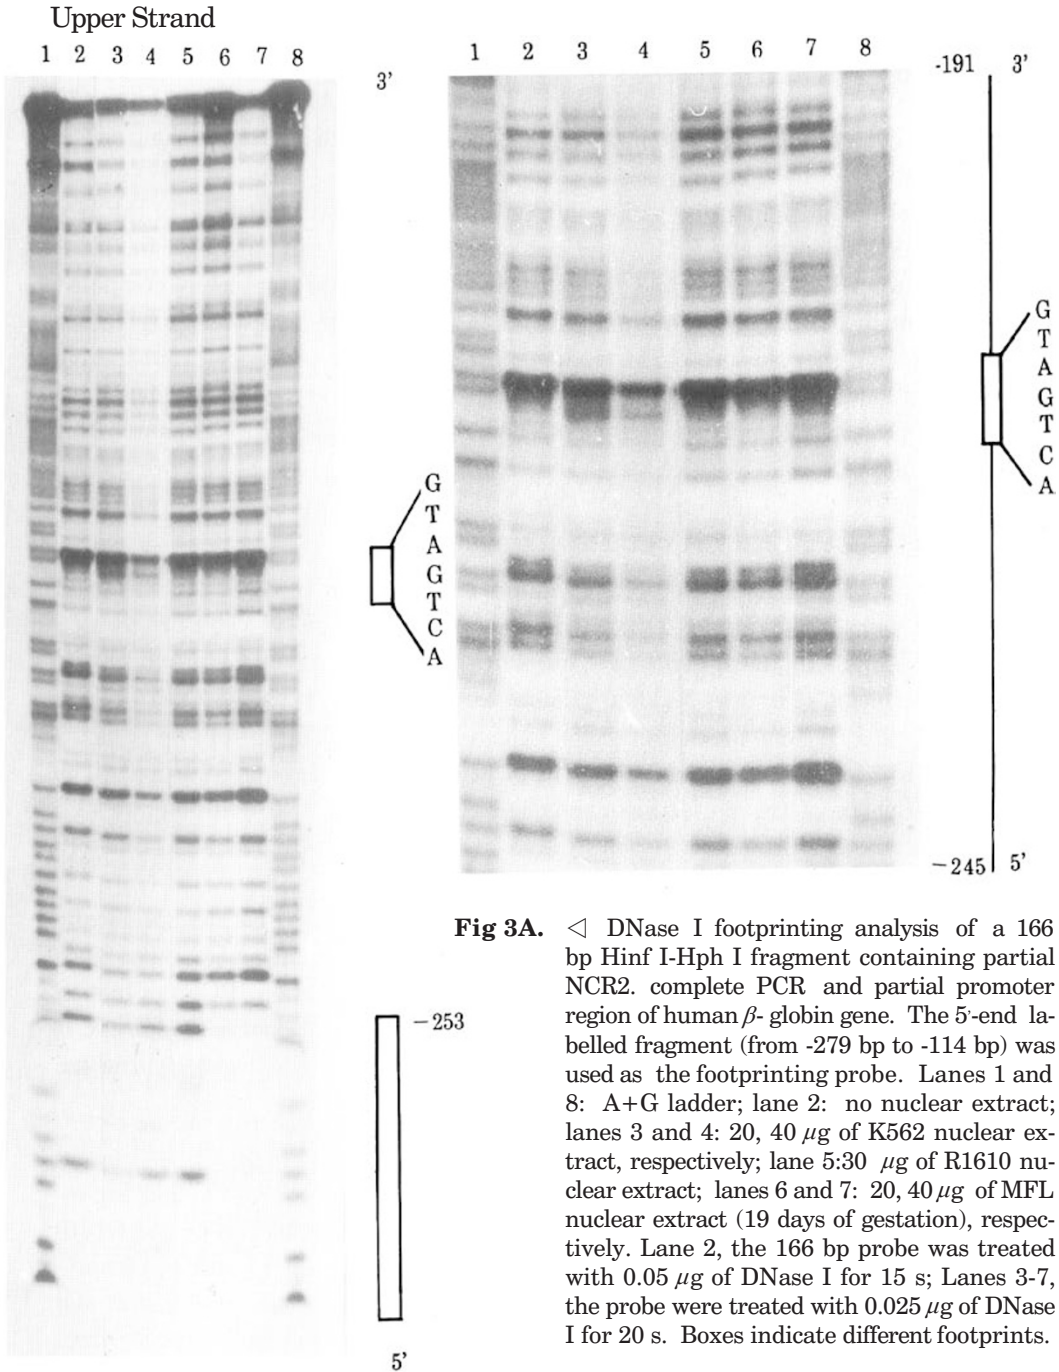 Upper Strand
1 2 3 4 5 6 7 8
3’
G
T
A
G
T
C
A
-253
5’
1 2 3 4 5 6 7 8
-191 3’
G
T
A
G
T
C
A
-245 5’
Fig 3A. ◁ DNase I footprinting analysis of a 166
bp Hinf I-Hph I fragment containing partial
NCR2. complete PCR and partial promoter
region of human β- globin gene. The 5’-end la-
belled fragment (from -279 bp to -114 bp) was
used as the footprinting probe. Lanes 1 and
8: A+G ladder; lane 2: no nuclear extract;
lanes 3 and 4: 20, 40 μg of K562 nuclear ex-
tract, respectively; lane 5:30 μg of R1610 nu-
clear extract; lanes 6 and 7: 20, 40 μg of MFL
nuclear extract (19 days of gestation), respec-
tively. Lane 2, the 166 bp probe was treated
with 0.05 μg of DNase I for 15 s; Lanes 3-7,
the probe were treated with 0.025 μg of DNase
I for 20 s. Boxes indicate different footprints.